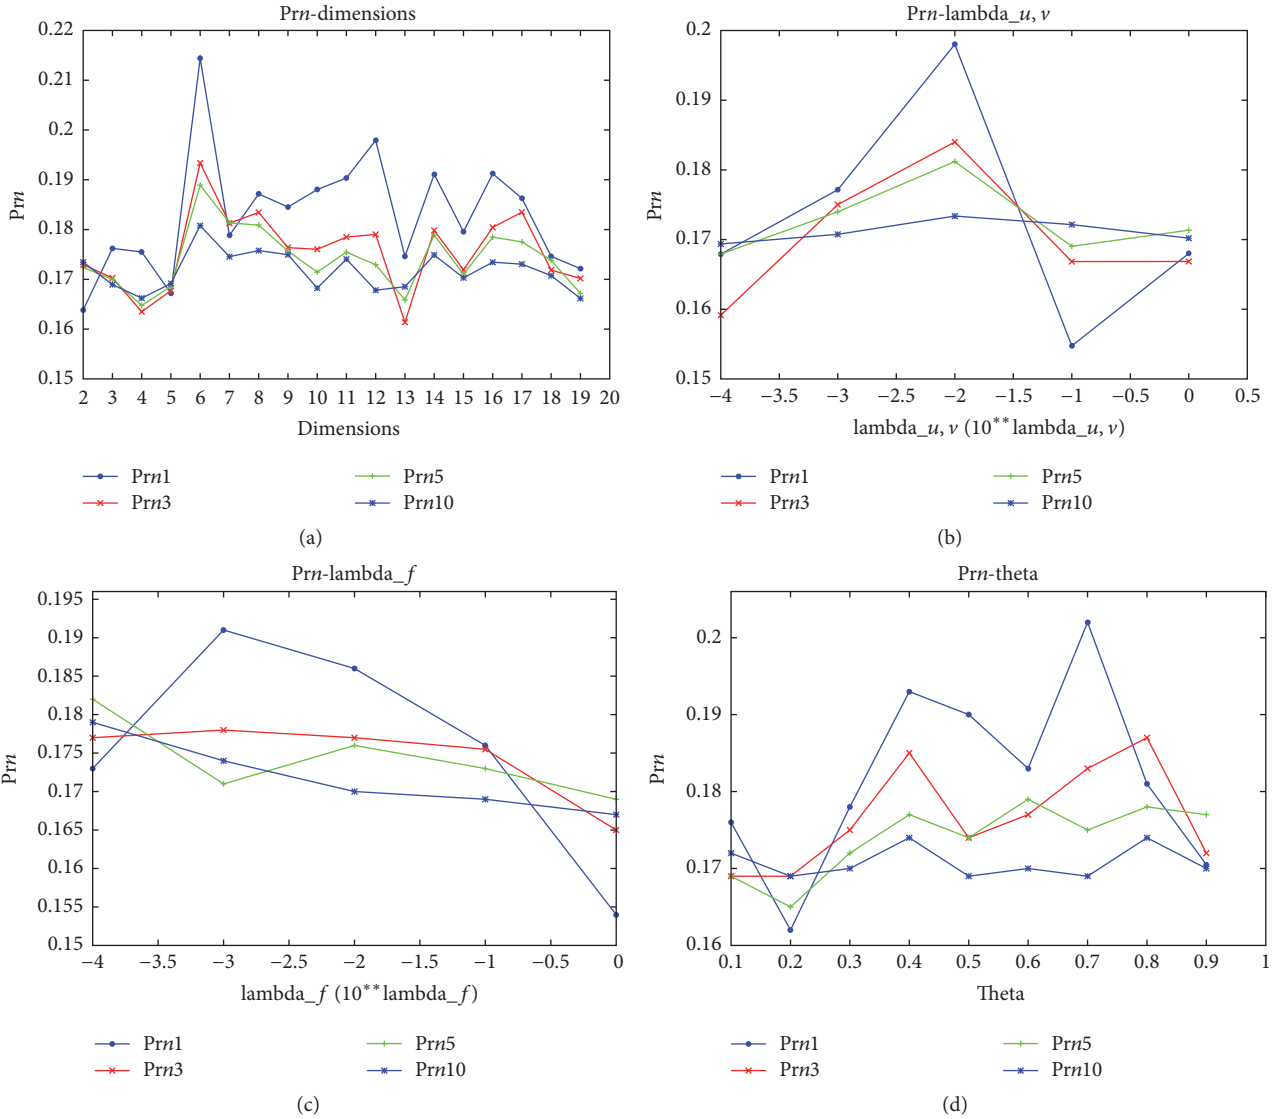 Prn-dimensions
0.22
0.21
0.2
0.19
0.18
0.17
0.16
0.15
Prn
2 3 4 5 6 7 8 9 10 11 12 13 14 15 16 17 18 19 20
Dimensions
Prn1
Prn3
Prn5
Prn10
(a)
Prn-lambda_u, v
0.2
0.19
0.18
0.17
0.16
0.15
Prn
−4 −3.5 −3 −2.5 −2 −1.5 −1 −0.5 0 0.5
lambda_u, v (10**lambda_u, v)
Prn1
Prn3
Prn5
Prn10
(b)
Prn-lambda_f
0.195
0.19
0.185
0.18
0.175
0.17
0.165
0.16
0.155
0.15
Prn
−4 −3.5 −3 −2.5 −2 −1.5 −1 −0.5 0
lambda_f (10**lambda_f)
Prn1
Prn3
Prn5
Prn10
(c)
Prn-theta
0.2
0.19
0.18
0.17
0.16
Prn
0.1 0.2 0.3 0.4 0.5 0.6 0.7 0.8 0.9 1
Theta
Prn1
Prn3
Prn5
Prn10
(d)